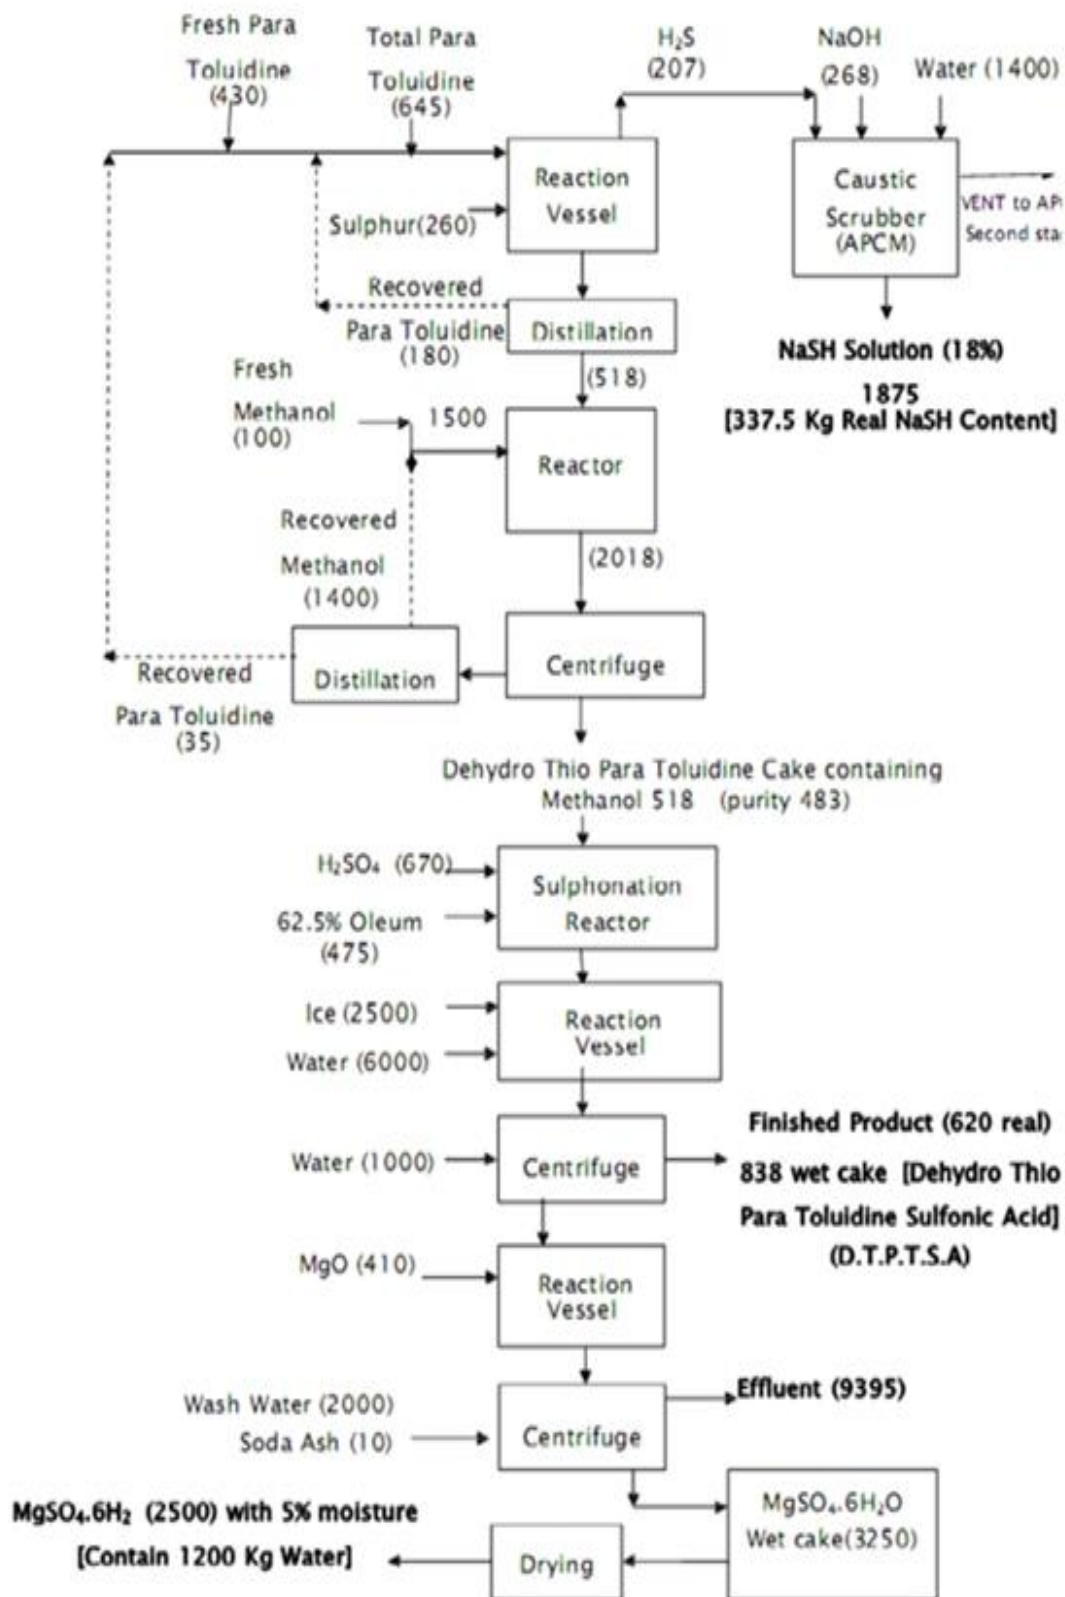 Fresh Para
Toluidine
(430)
Total Para
Toluidine
(645)
H₂S
(207)
NaOH
(268)
Water (1400)
Reaction
Vessel
Sulphur(260)
Caustic
Scrubber
(APCM)
VENT to
Second
Recovered
Para Toluidine
(180)
Distillation
(518)
NaSH Solution (18%)
1875
[337.5 Kg Real NaSH Content]
Fresh
Methanol
(100)
1500
Reactor
Recovered
Methanol
(1400)
(2018)
Centrifuge
Distillation
Recovered
Para Toluidine
(35)
Dehydro Thio Para Toluidine Cake containing
Methanol 518 (purity 483)
H₂SO₄ (670)
62.5% Oleum
(475)
Sulphonation
Reactor
Ice (2500)
Water (6000)
Reaction
Vessel
Water (1000)
Centrifuge
Finished Product (620 real)
838 wet cake [Dehydro Thio
Para Toluidine Sulfonic Acid]
(D.T.P.T.S.A)
MgO (410)
Reaction
Vessel
Effluent (9395)
Wash Water (2000)
Soda Ash (10)
Centrifuge
MgSO₄.6H₂O
Wet cake(3250)
MgSO₄.6H₂ (2500) with 5% moisture
[Contain 1200 Kg Water]
Drying